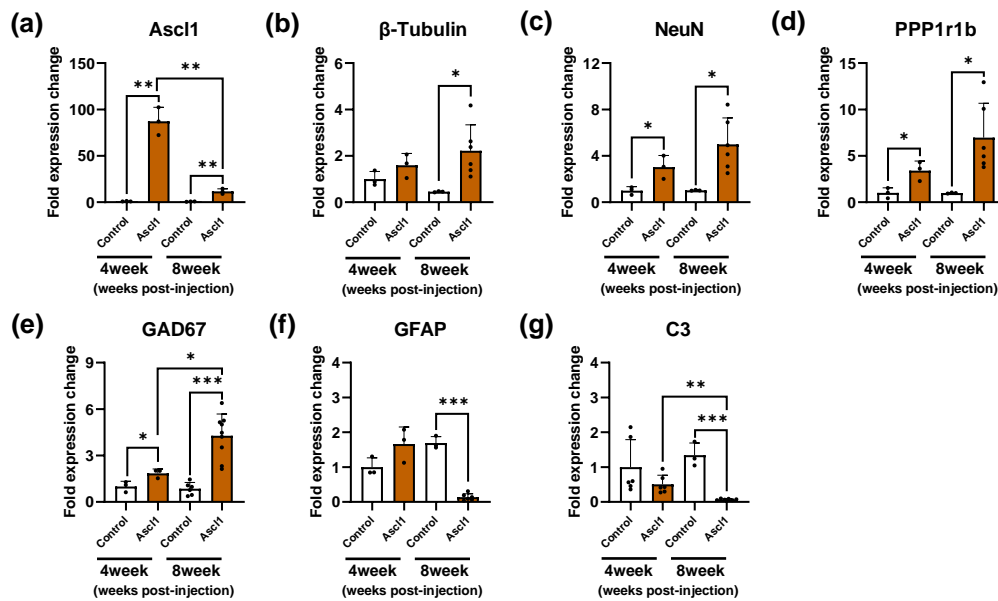 (a) Ascl1
Fold expression change
150
100
50
0
**
**
**
Control Ascl1 Control Ascl1
4week 8week
(weeks post-injection)
(b) β-Tubulin
Fold expression change
6
4
2
0
*
Control Ascl1 Control Ascl1
4week 8week
(weeks post-injection)
(c) NeuN
Fold expression change
12
8
4
0
*
*
Control Ascl1 Control Ascl1
4week 8week
(weeks post-injection)
(d) PPP1r1b
Fold expression change
15
10
5
0
*
*
Control Ascl1 Control Ascl1
4week 8week
(weeks post-injection)
(e) GAD67
Fold expression change
9
6
3
0
*
***
*
Control Ascl1 Control Ascl1
4week 8week
(weeks post-injection)
(f) GFAP
Fold expression change
4
3
2
1
0
***
Control Ascl1 Control Ascl1
4week 8week
(weeks post-injection)
(g) C3
Fold expression change
4
3
2
1
0
**
***
Control Ascl1 Control Ascl1
4week 8week
(weeks post-injection)